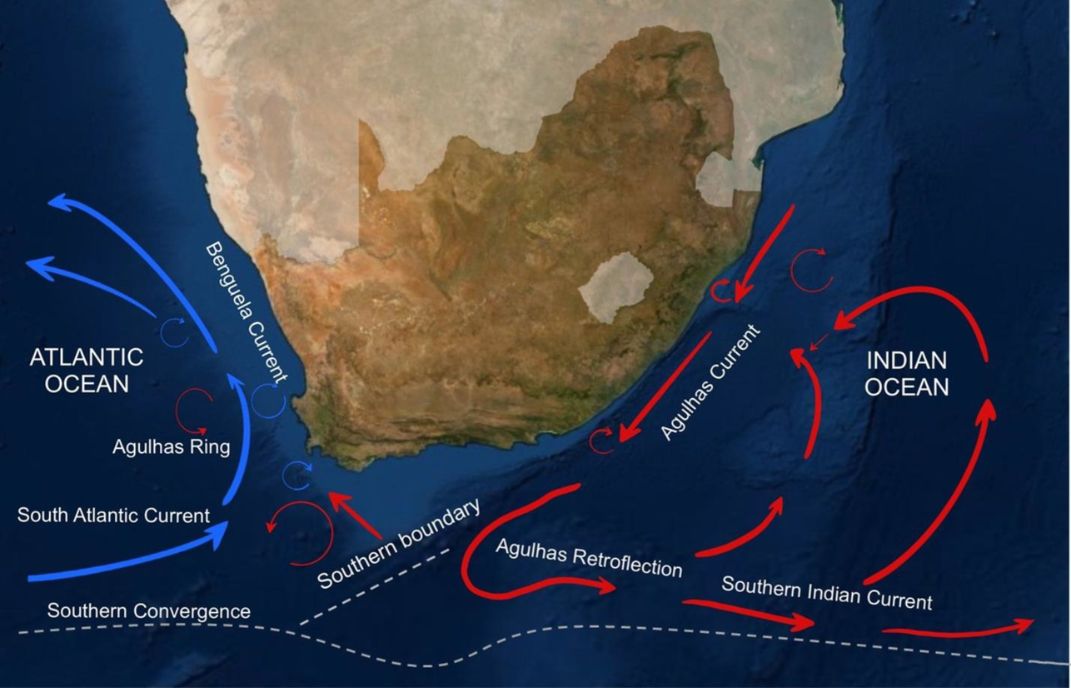 Benguela Current
ATLANTIC
OCEAN
Agulhas Ring
South Atlantic Current
Southern Convergence
Southern boundary
Agulhas Current
INDIAN
OCEAN
Agulhas Retroflection
Southern Indian Current